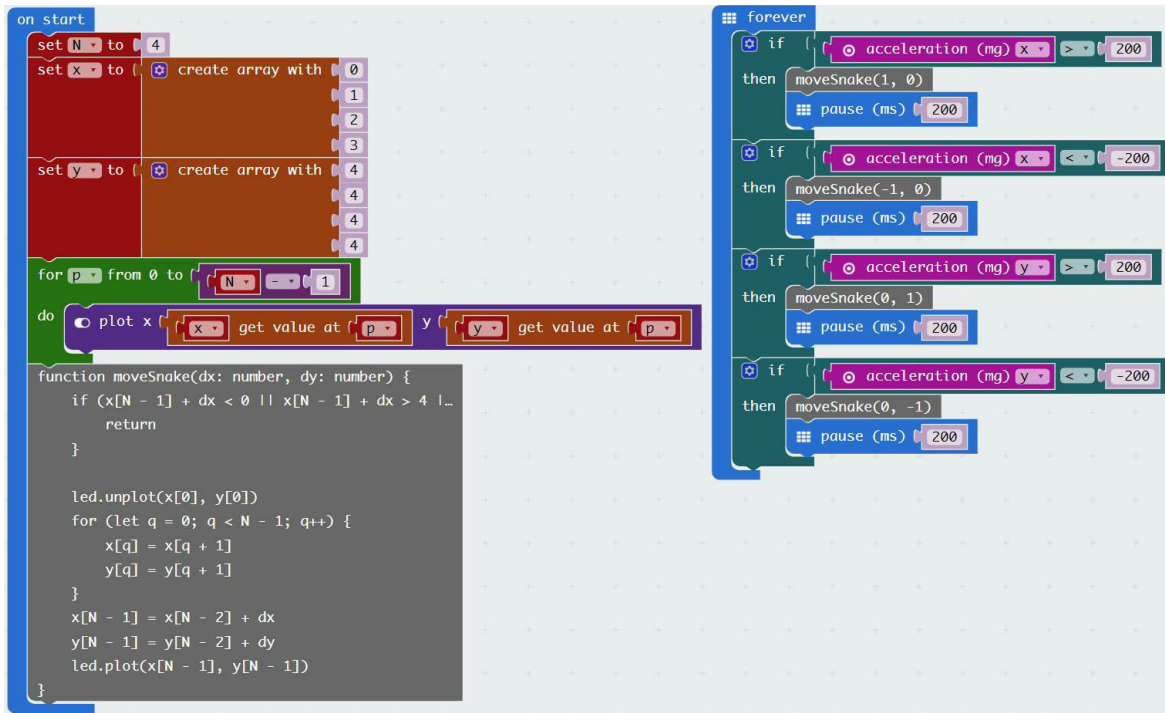 on start
set N to 4
set x to create array with 0
1
2
3
set y to create array with 4
4
4
4
for p from 0 to N - 1
do plot x x get value at p y y get value at p
function moveSnake(dx: number, dy: number) {
if (x[N - 1] + dx < 0 || x[N - 1] + dx > 4 |…
return
}
led.unplot(x[0], y[0])
for (let q = 0; q < N - 1; q++) {
x[q] = x[q + 1]
y[q] = y[q + 1]
}
x[N - 1] = x[N - 2] + dx
y[N - 1] = y[N - 2] + dy
led.plot(x[N - 1], y[N - 1])
}
forever
if acceleration (mg) x > 200
then moveSnake(1, 0)
pause (ms) 200
if acceleration (mg) x < -200
then moveSnake(-1, 0)
pause (ms) 200
if acceleration (mg) y > 200
then moveSnake(0, 1)
pause (ms) 200
if acceleration (mg) y < -200
then moveSnake(0, -1)
pause (ms) 200